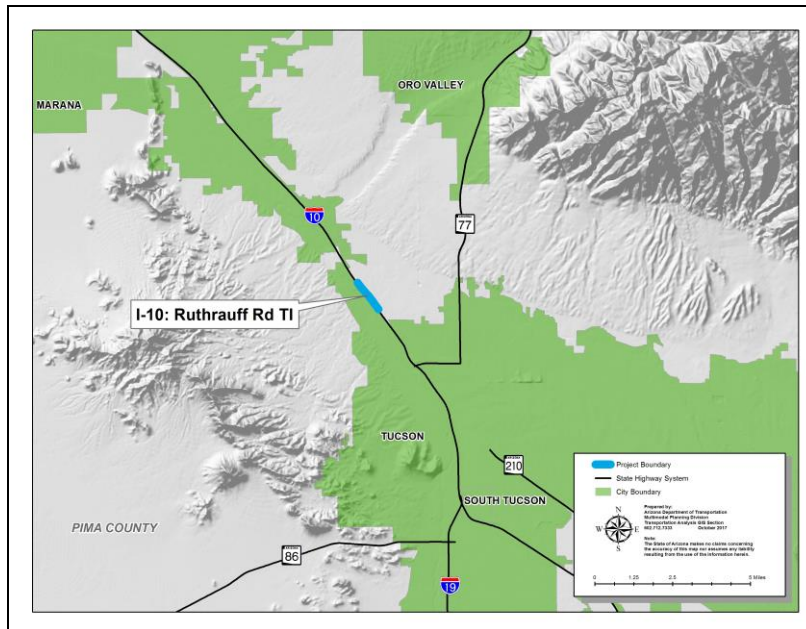 ORO VALLEY
MARANA
10
77
I-10: Ruthrauff Rd TI
TUCSON
210
SOUTH TUCSON
PIMA COUNTY
86
19
Project Boundary
State Highway System
City Boundary
N
W E
S
Prepared by:
Arizona Department of Transportation
Multimodal Planning Division
Transportation Analysis GIS Section
602.712.7333 October 2017
Note:
The State of Arizona makes no claims concerning
the accuracy of this map nor assumes any liability
resulting from the use of the information herein.
0 1.25 2.5 5 Miles